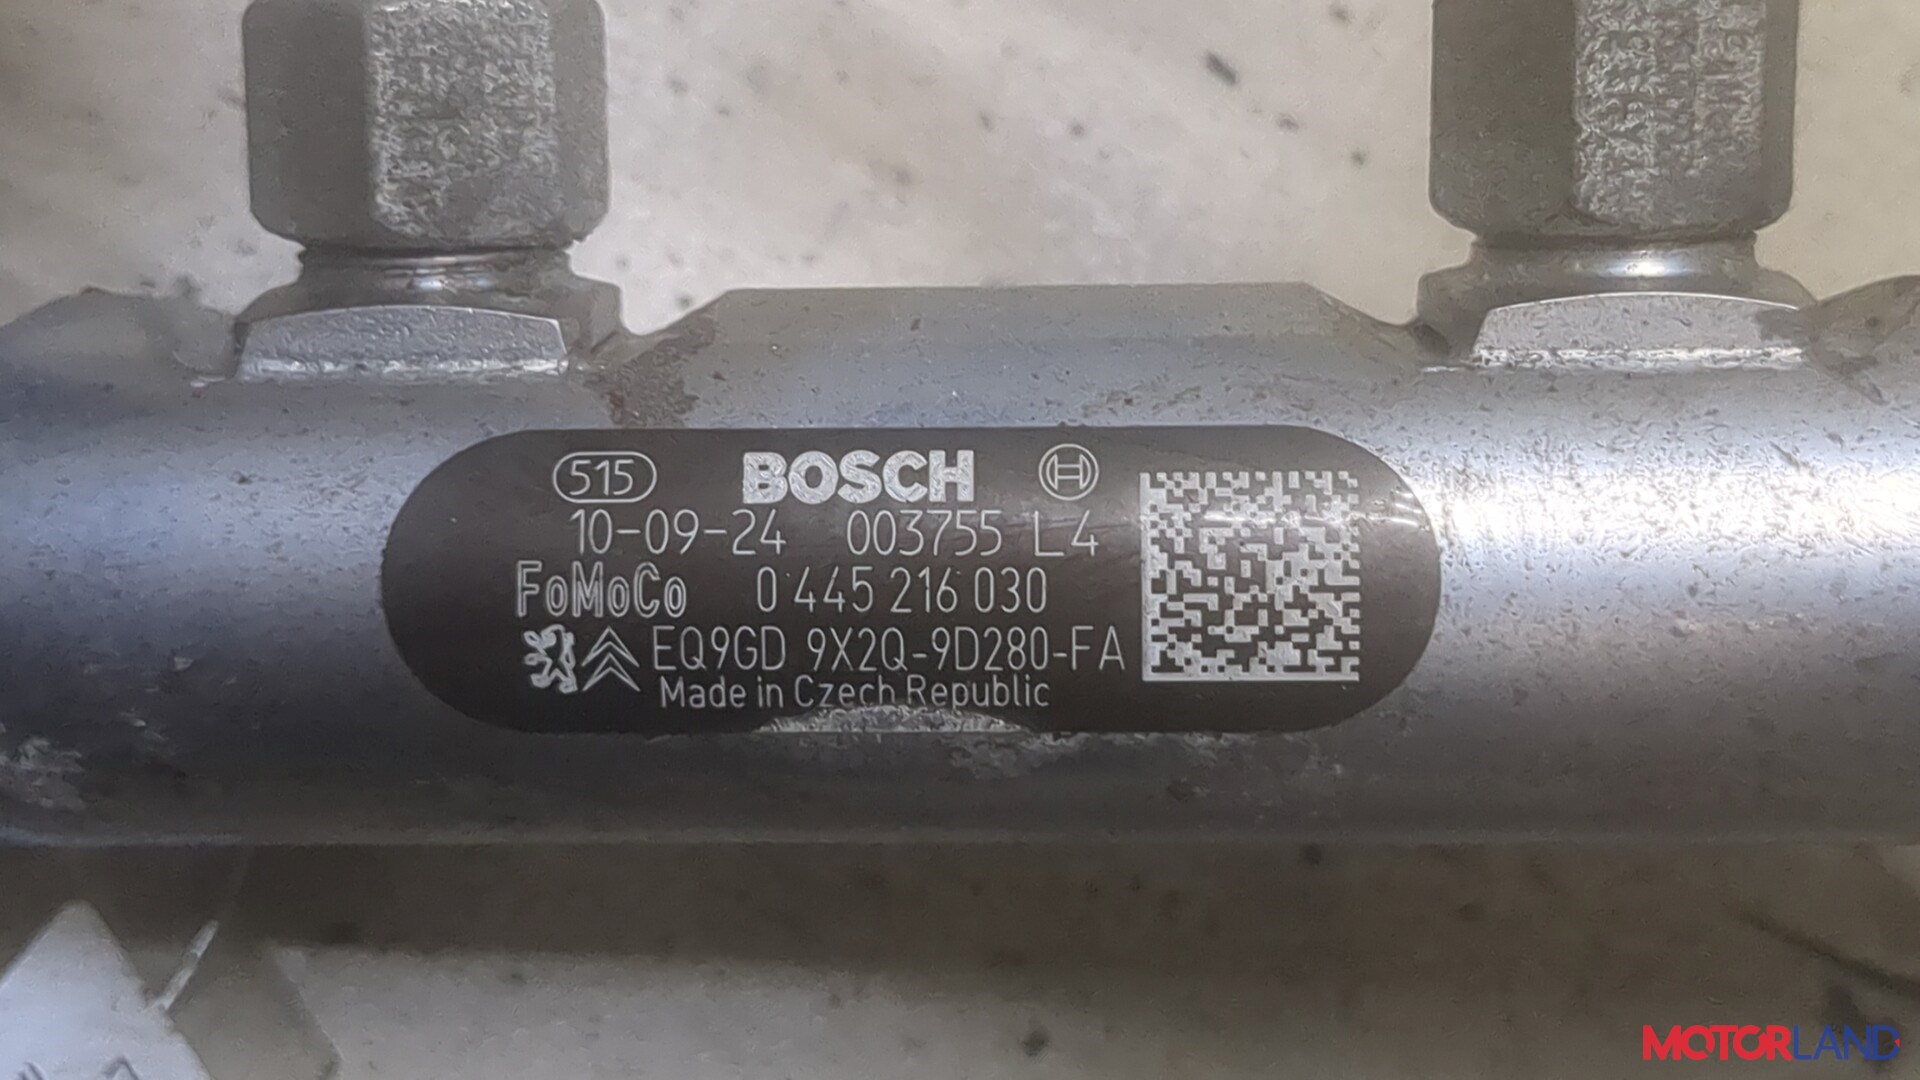 515 BOSCH
10-09-24 003755 L4
FoMoCo 0 445 216 030
EQ9GD 9X2Q-9D280-FA
Made in Czech Republic
MOTORLAND